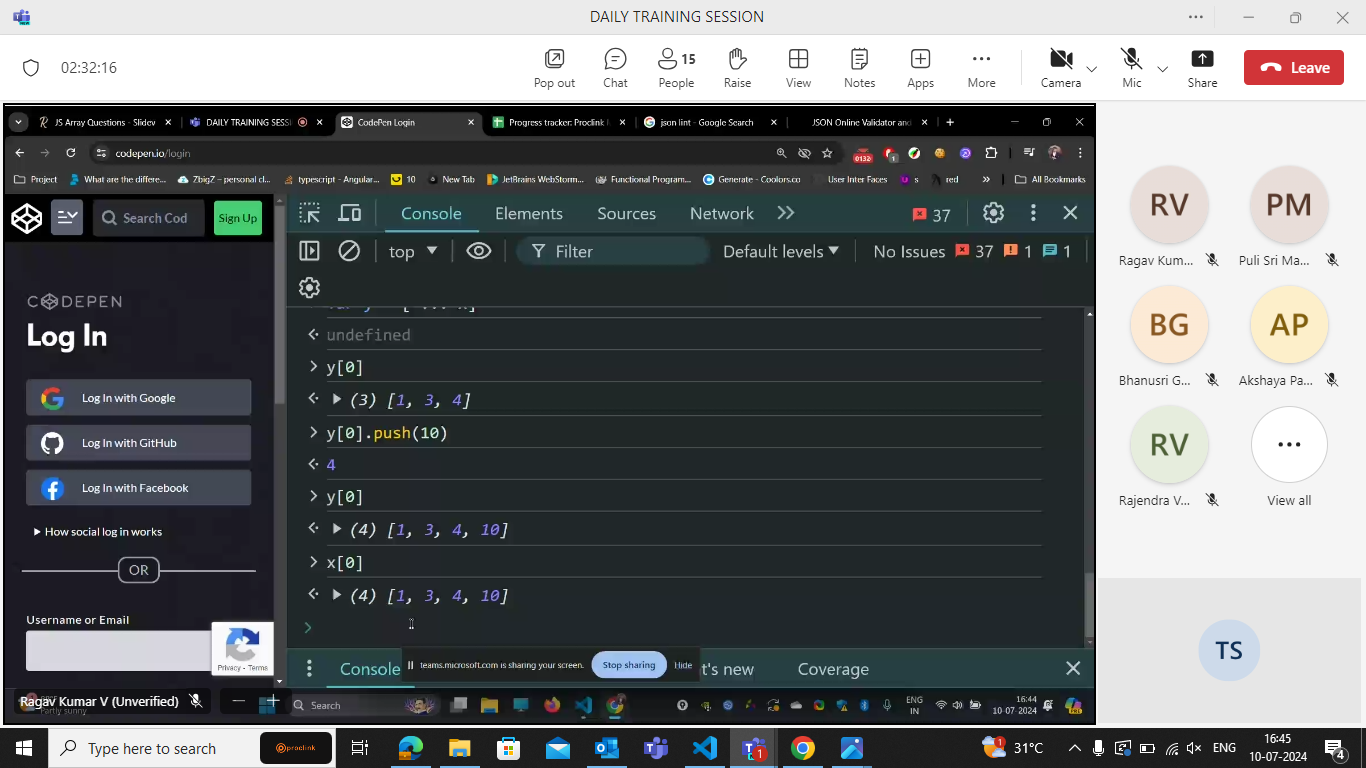 DAILY TRAINING SESSION
02:32:16
Pop out
Chat
15
People
Raise
View
Notes
Apps
More
Camera
Mic
Share
Leave
JS Array Questions - Slidev
DAILY TRAINING SESSI
CodePen Login
Progress tracker: Proclink
json lint - Google Search
JSON Online Validator and
codepen.io/login
Project
What are the differe...
ZbigZ – personal cl...
typescript - Angular...
10
New Tab
JetBrains WebStorm...
Functional Program...
Generate - Coolors.co
User Inter Faces
s
red
All Bookmarks
Search Cod
Sign Up
CODEPEN
Log In
Log In with Google
Log In with GitHub
Log In with Facebook
How social log in works
OR
Username or Email
Privacy - Terms
Console
Elements
Sources
Network
37
top
Filter
Default levels
No Issues
37
1
1
undefined
y[0]
(3) [1, 3, 4]
y[0].push(10)
4
y[0]
(4) [1, 3, 4, 10]
x[0]
(4) [1, 3, 4, 10]
Console
teams.microsoft.com is sharing your screen.
Stop sharing
Hide
t's new
Coverage
Ragav Kumar V (Unverified)
Partly sunny
Search
ENG
IN
16:44
10-07-2024
RV
Ragav Kum...
PM
Puli Sri Ma...
BG
Bhanusri G...
AP
Akshaya Pa...
RV
Rajendra V...
View all
TS
Type here to search
proclink
1
1
31°C
ENG
16:45
10-07-2024
4